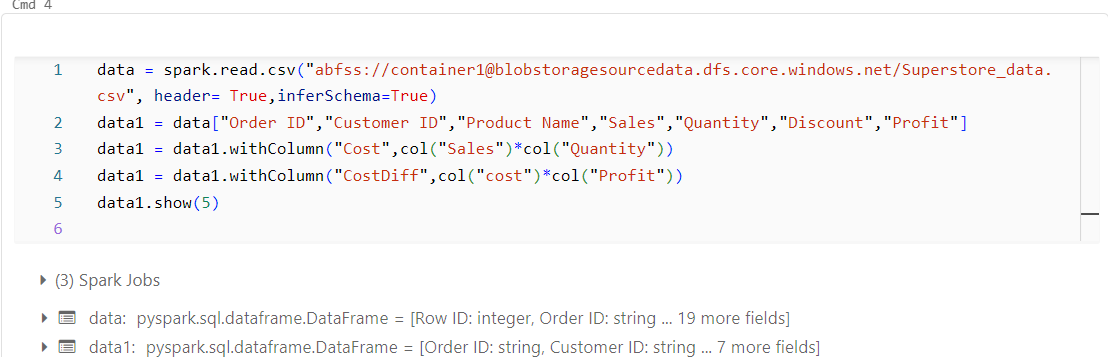 Cmd 4
1 data = spark.read.csv("abfss://container1@blobstoragesourcedata.dfs.core.windows.net/Superstore_data.
csv", header= True,inferSchema=True)
2 data1 = data["Order ID","Customer ID","Product Name","Sales","Quantity","Discount","Profit"]
3 data1 = data1.withColumn("Cost",col("Sales")*col("Quantity"))
4 data1 = data1.withColumn("CostDiff",col("cost")*col("Profit"))
5 data1.show(5)
6
(3) Spark Jobs
data: pyspark.sql.dataframe.DataFrame = [Row ID: integer, Order ID: string ... 19 more fields]
data1: pyspark.sql.dataframe.DataFrame = [Order ID: string, Customer ID: string ... 7 more fields]